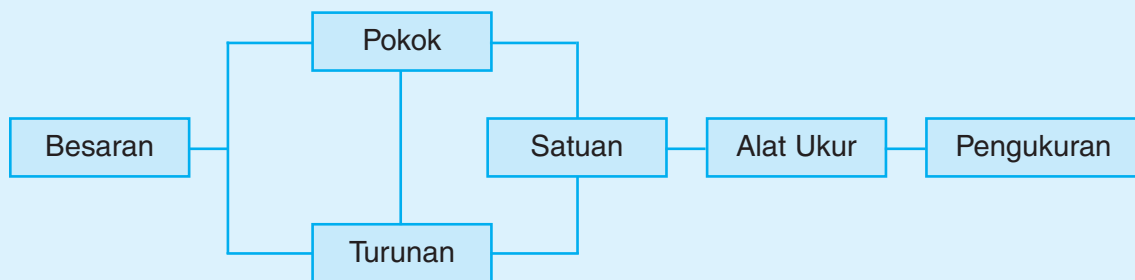 Pokok
Besaran
Satuan
Alat Ukur
Pengukuran
Turunan